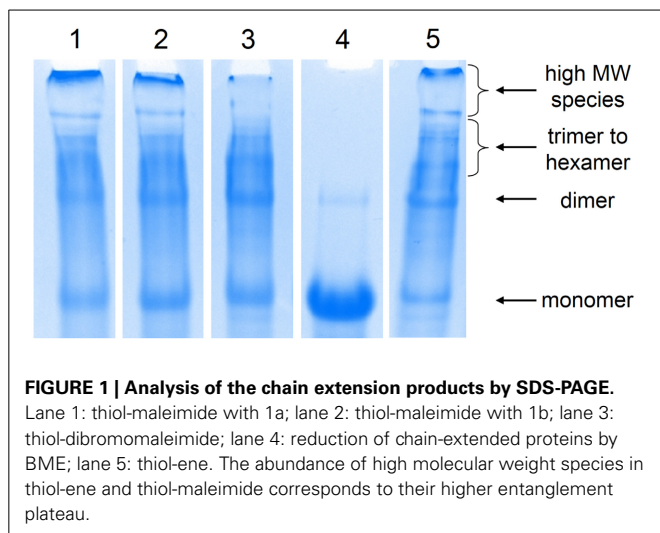 1 2 3 4 5
high MW
species
trimer to
hexamer
dimer
monomer
FIGURE 1 | Analysis of the chain extension products by SDS-PAGE.
Lane 1: thiol-maleimide with 1a; lane 2: thiol-maleimide with 1b; lane 3:
thiol-dibromomaleimide; lane 4: reduction of chain-extended proteins by
BME; lane 5: thiol-ene. The abundance of high molecular weight species in
thiol-ene and thiol-maleimide corresponds to their higher entanglement
plateau.